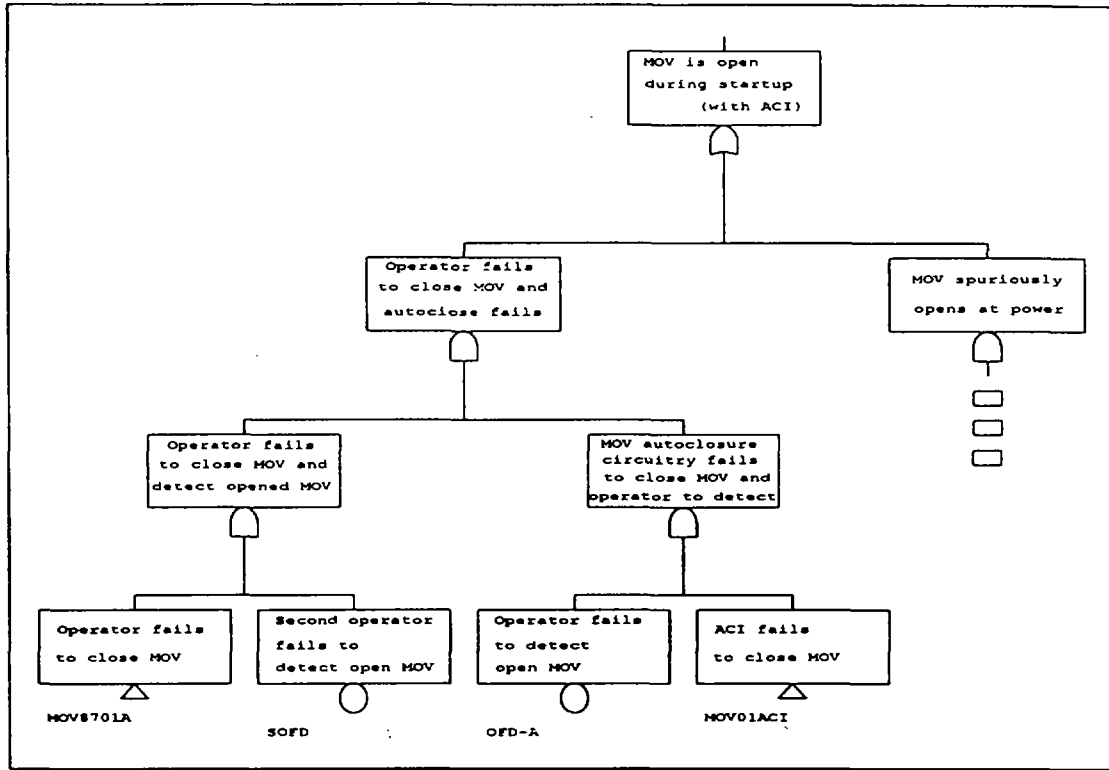 MOV is open
during startup
(with ACI)
Operator fails
to close MOV and
autoclose fails
MOV spuriously
opens at power
Operator fails
to close MOV and
detect opened MOV
MOV autoclosure
circuitry fails
to close MOV and
operator to detect
Operator fails
to close MOV
Second operator
fails to
detect open MOV
Operator fails
to detect
open MOV
ACI fails
to close MOV
MOV8701A
SOFD
OFD-A
MOV01ACI